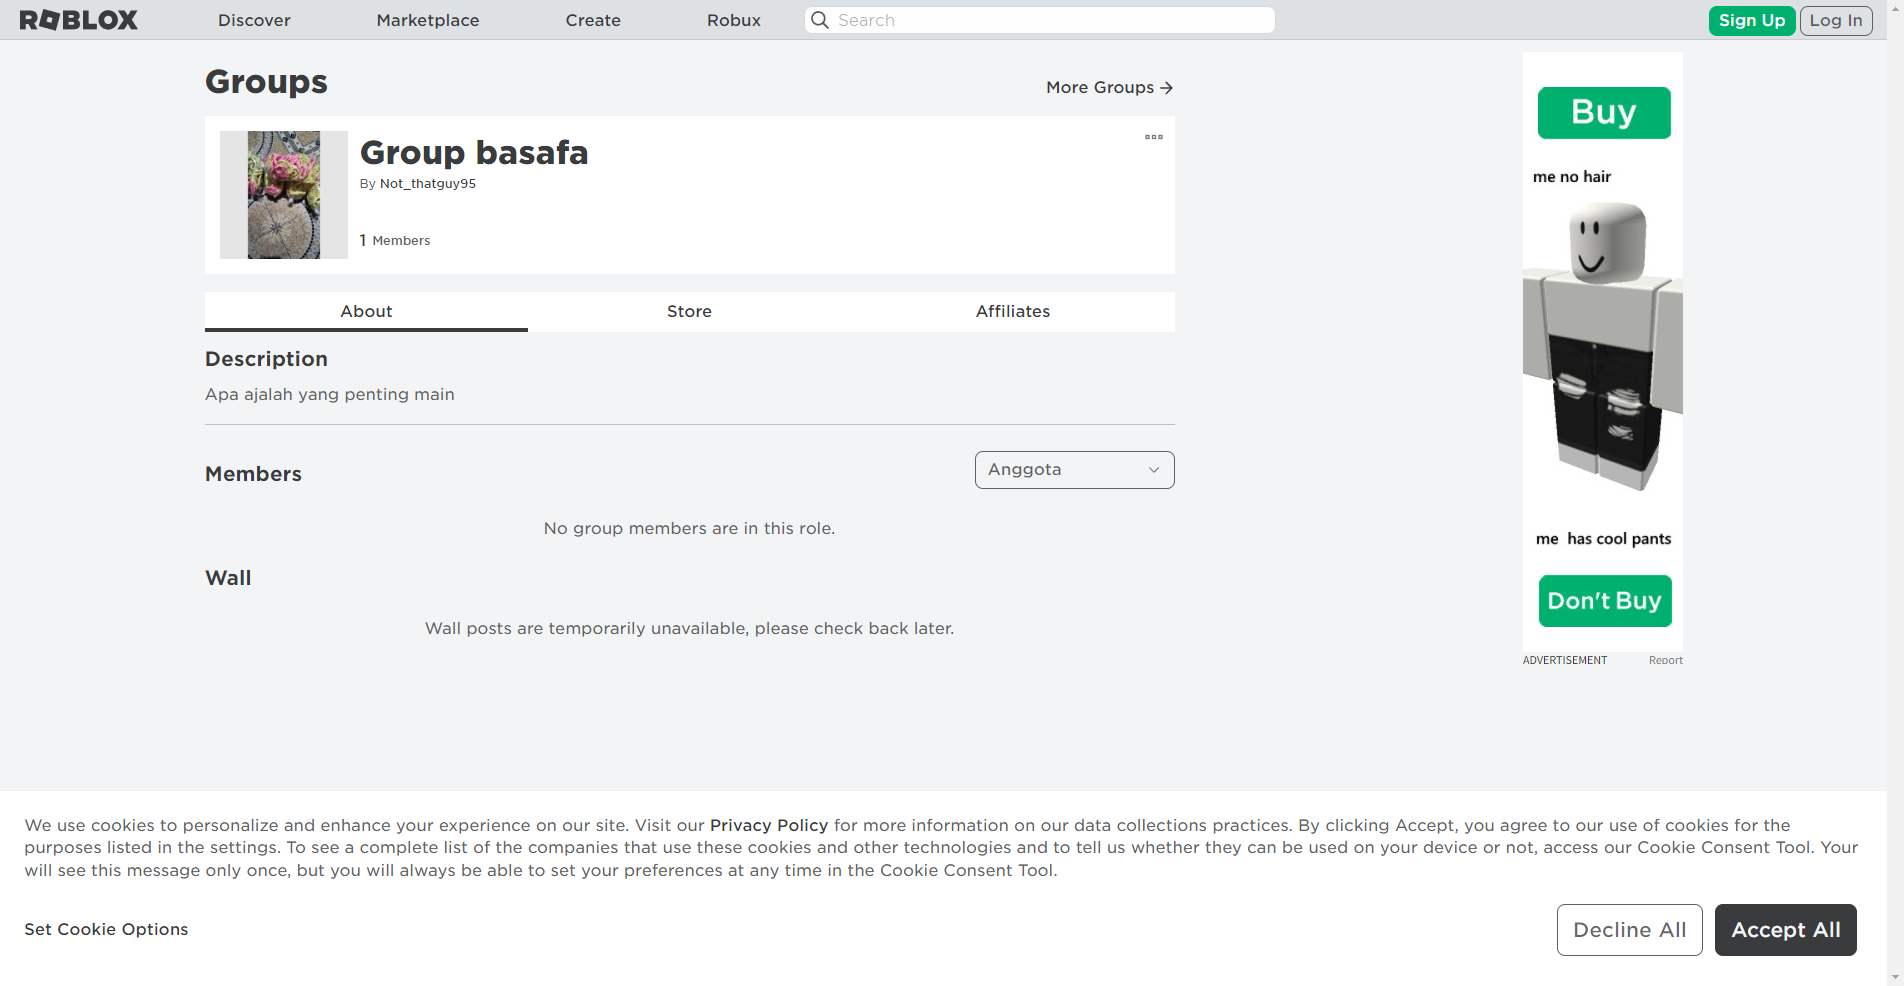 ROBLOX
Discover
Marketplace
Create
Robux
Search
Sign Up
Log In
Groups
More Groups
Group basafa
By Not_thatguy95
1 Members
About
Store
Affiliates
Description
Apa ajalah yang penting main
Members
Anggota
No group members are in this role.
Wall
Wall posts are temporarily unavailable, please check back later.
Buy
me no hair
me has cool pants
Don't Buy
ADVERTISEMENT
Report
We use cookies to personalize and enhance your experience on our site. Visit our Privacy Policy for more information on our data collections practices. By clicking Accept, you agree to our use of cookies for the
purposes listed in the settings. To see a complete list of the companies that use these cookies and other technologies and to tell us whether they can be used on your device or not, access our Cookie Consent Tool. Your
will see this message only once, but you will always be able to set your preferences at any time in the Cookie Consent Tool.
Set Cookie Options
Decline All
Accept All